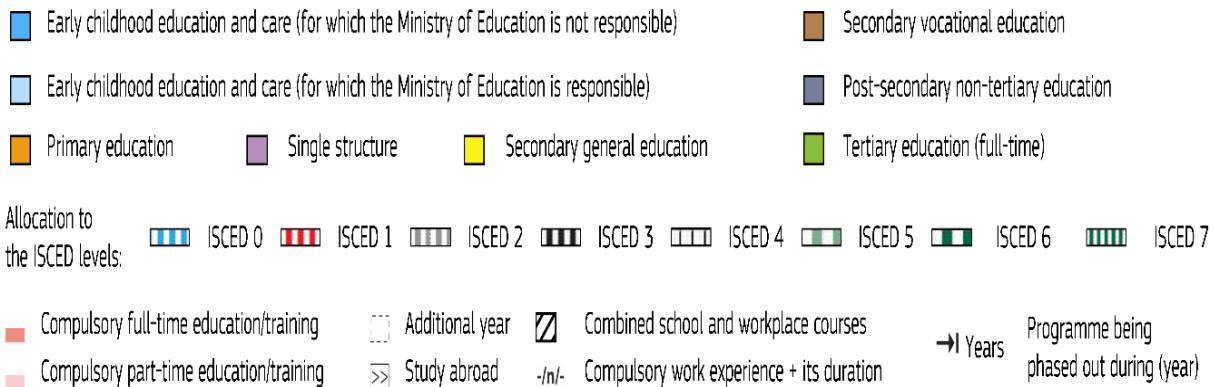 Early childhood education and care (for which the Ministry of Education is not responsible) Secondary vocational education
Early childhood education and care (for which the Ministry of Education is responsible) Post-secondary non-tertiary education
Primary education Single structure Secondary general education Tertiary education (full-time)
Allocation to
the ISCED levels: ISCED 0 ISCED 1 ISCED 2 ISCED 3 ISCED 4 ISCED 5 ISCED 6 ISCED 7
Compulsory full-time education/training Additional year Combined school and workplace courses
Compulsory part-time education/training >> Study abroad -/n/- Compulsory work experience + its duration
Years Programme being
phased out during (year)